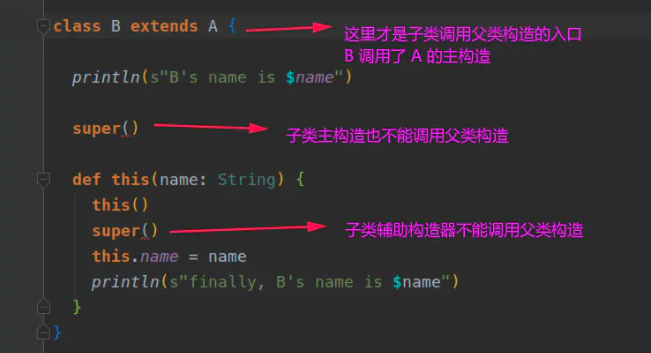 class B extends A {
这里才是子类调用父类构造的入口
B 调用了 A 的主构造
println(s"B's name is $name")
super()
子类主构造也不能调用父类构造
def this(name: String) {
this()
super()
子类辅助构造器不能调用父类构造
this.name = name
println(s"finally, B's name is $name")
}
}